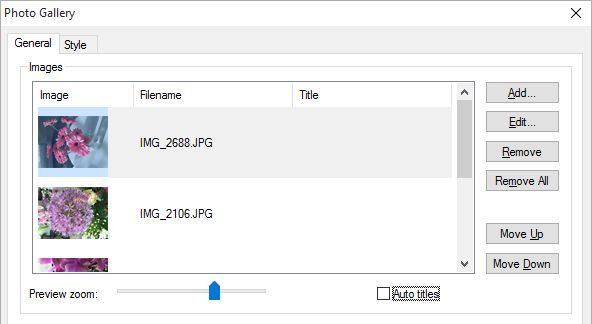 Photo Gallery
General Style
Images
Image Filename Title
IMG_2688.JPG
IMG_2106.JPG
Add...
Edit...
Remove
Remove All
Move Up
Move Down
Preview zoom:
Auto titles